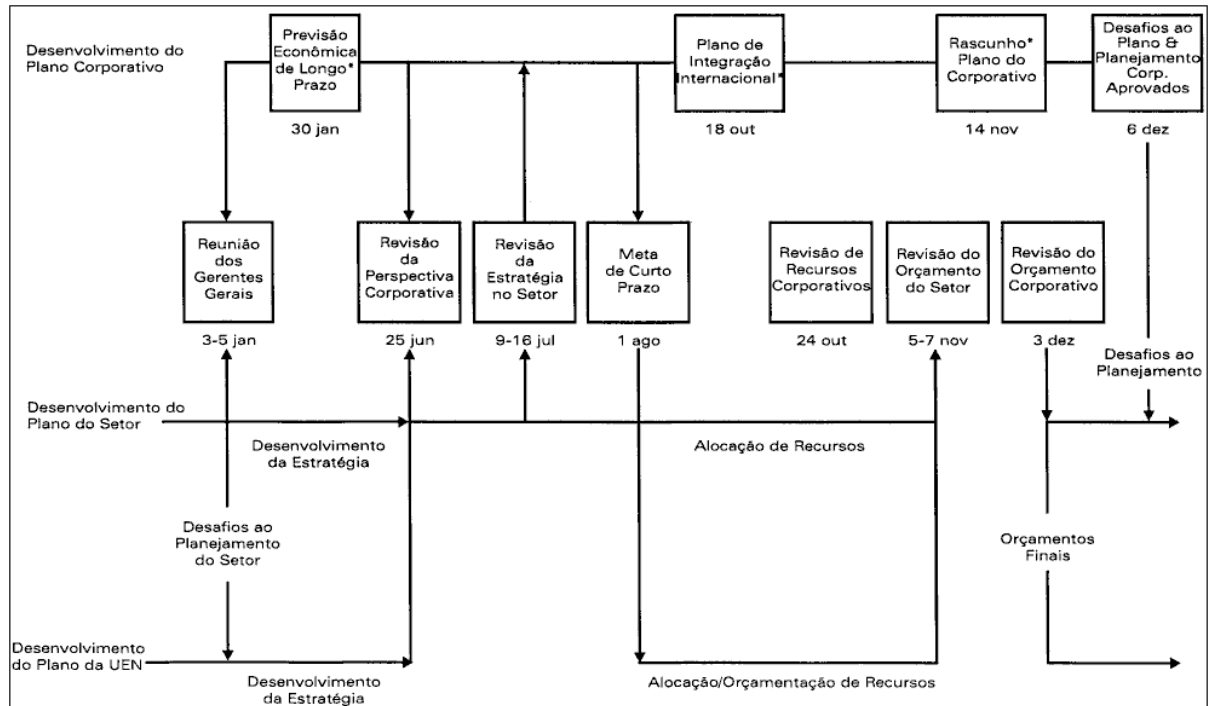 Desenvolvimento do
Plano Corporativo
Previsão
Econômica
de Longo*
Prazo
30 jan
Plano de
Integração
Internacional*
18 out
Rascunho*
Plano do
Corporativo
14 nov
Desafios ao
Plano &
Planejamento
Corp.
Aprovados
6 dez
Reunião
dos
Gerentes
Gerais
3-5 jan
Revisão
da
Perspectiva
Corporativa
25 jun
Revisão
da
Estratégia
no Setor
9-16 jul
Meta
de Curto
Prazo
1 ago
Revisão de
Recursos
Corporativos
24 out
Revisão do
Orçamento
do Setor
5-7 nov
Revisão do
Orçamento
Corporativo
3 dez
Desafios ao
Planejamento
Desenvolvimento do
Plano do Setor
Desenvolvimento
da Estratégia
Alocação de Recursos
Desafios ao
Planejamento
do Setor
Orçamentos
Finais
Desenvolvimento
do Plano da UEN
Desenvolvimento
da Estratégia
Alocação/Orçamentação de Recursos